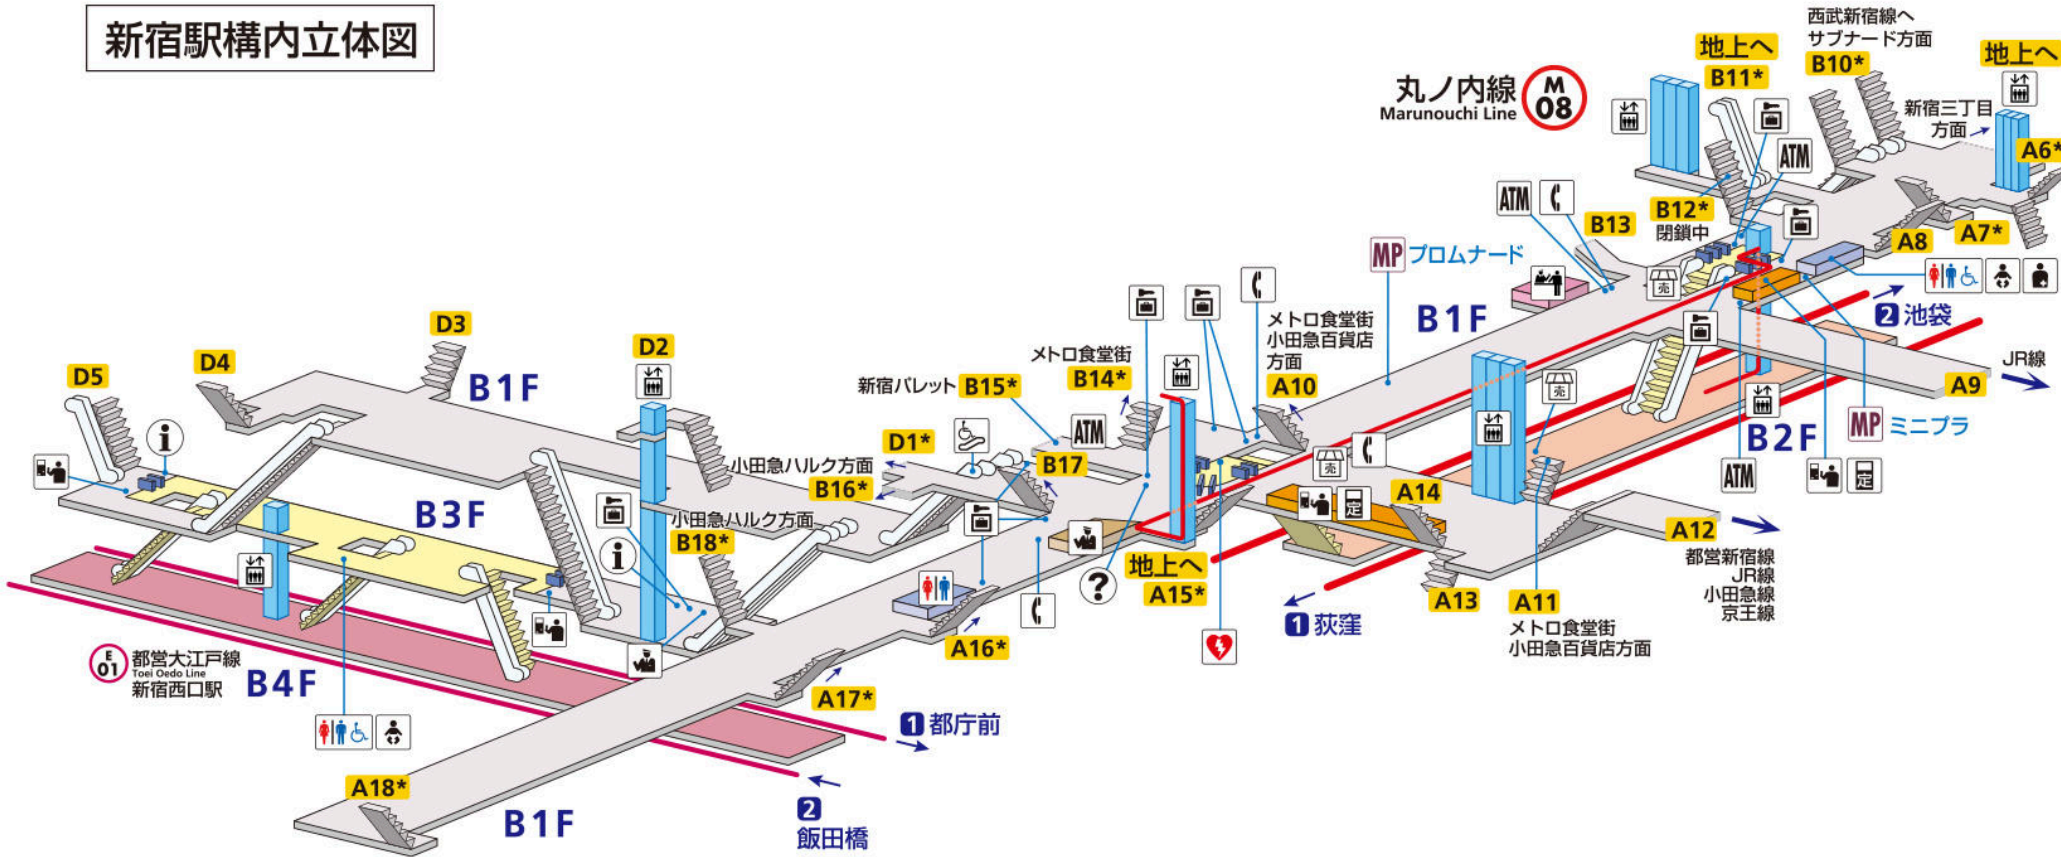 新宿駅構内立体図
西武新宿線へ
サブナード方面
B10*
地上へ
B11*
地上へ
新宿三丁目
方面
A6*
丸ノ内線
Marunouchi Line
M
08
ATM
ATM
B12*
閉鎖中
B13
A8
A7*
MP プロムナード
売
B1F
2 池袋
JR線
A9
MP ミニプラ
B2F
ATM
定
メトロ食堂街
小田急百貨店
方面
A10
メトロ食堂街
B14*
新宿パレット B15*
ATM
D1*
小田急ハルク方面
B16*
B17
売
売
定
A14
A12
都営新宿線
JR線
小田急線
京王線
A13
A11
メトロ食堂街
小田急百貨店方面
1 荻窪
地上へ
A15*
?
A16*
A17*
A18*
B1F
D5
D4
D3
D2
B1F
i
B3F
小田急ハルク方面
B18*
i
E
01
都営大江戸線
Toei Oedo Line
新宿西口駅
B4F
1 都庁前
2
飯田橋